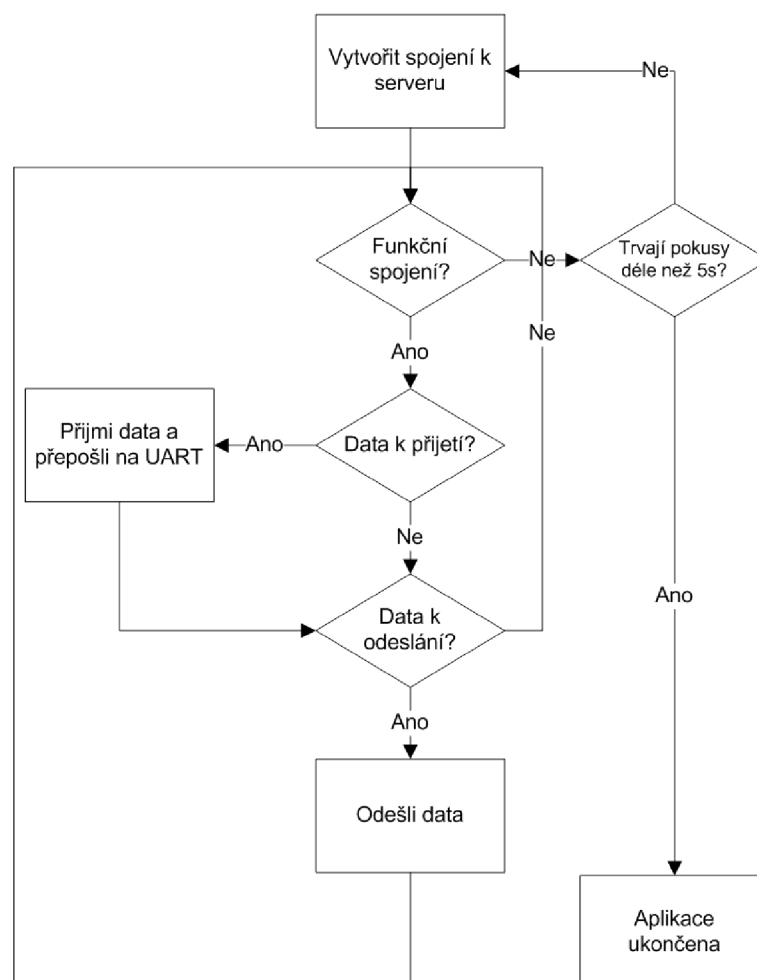 Vytvořit spojení k
serveru
Ne
Funkční
spojení?
Ne
Trvají pokusy
déle než 5s?
Ne
Ano
Přijmi data a
přepošli na UART
Ano
Data k přijetí?
Ne
Data k
odeslání?
Ano
Ano
Odešli data
Aplikace
ukončena